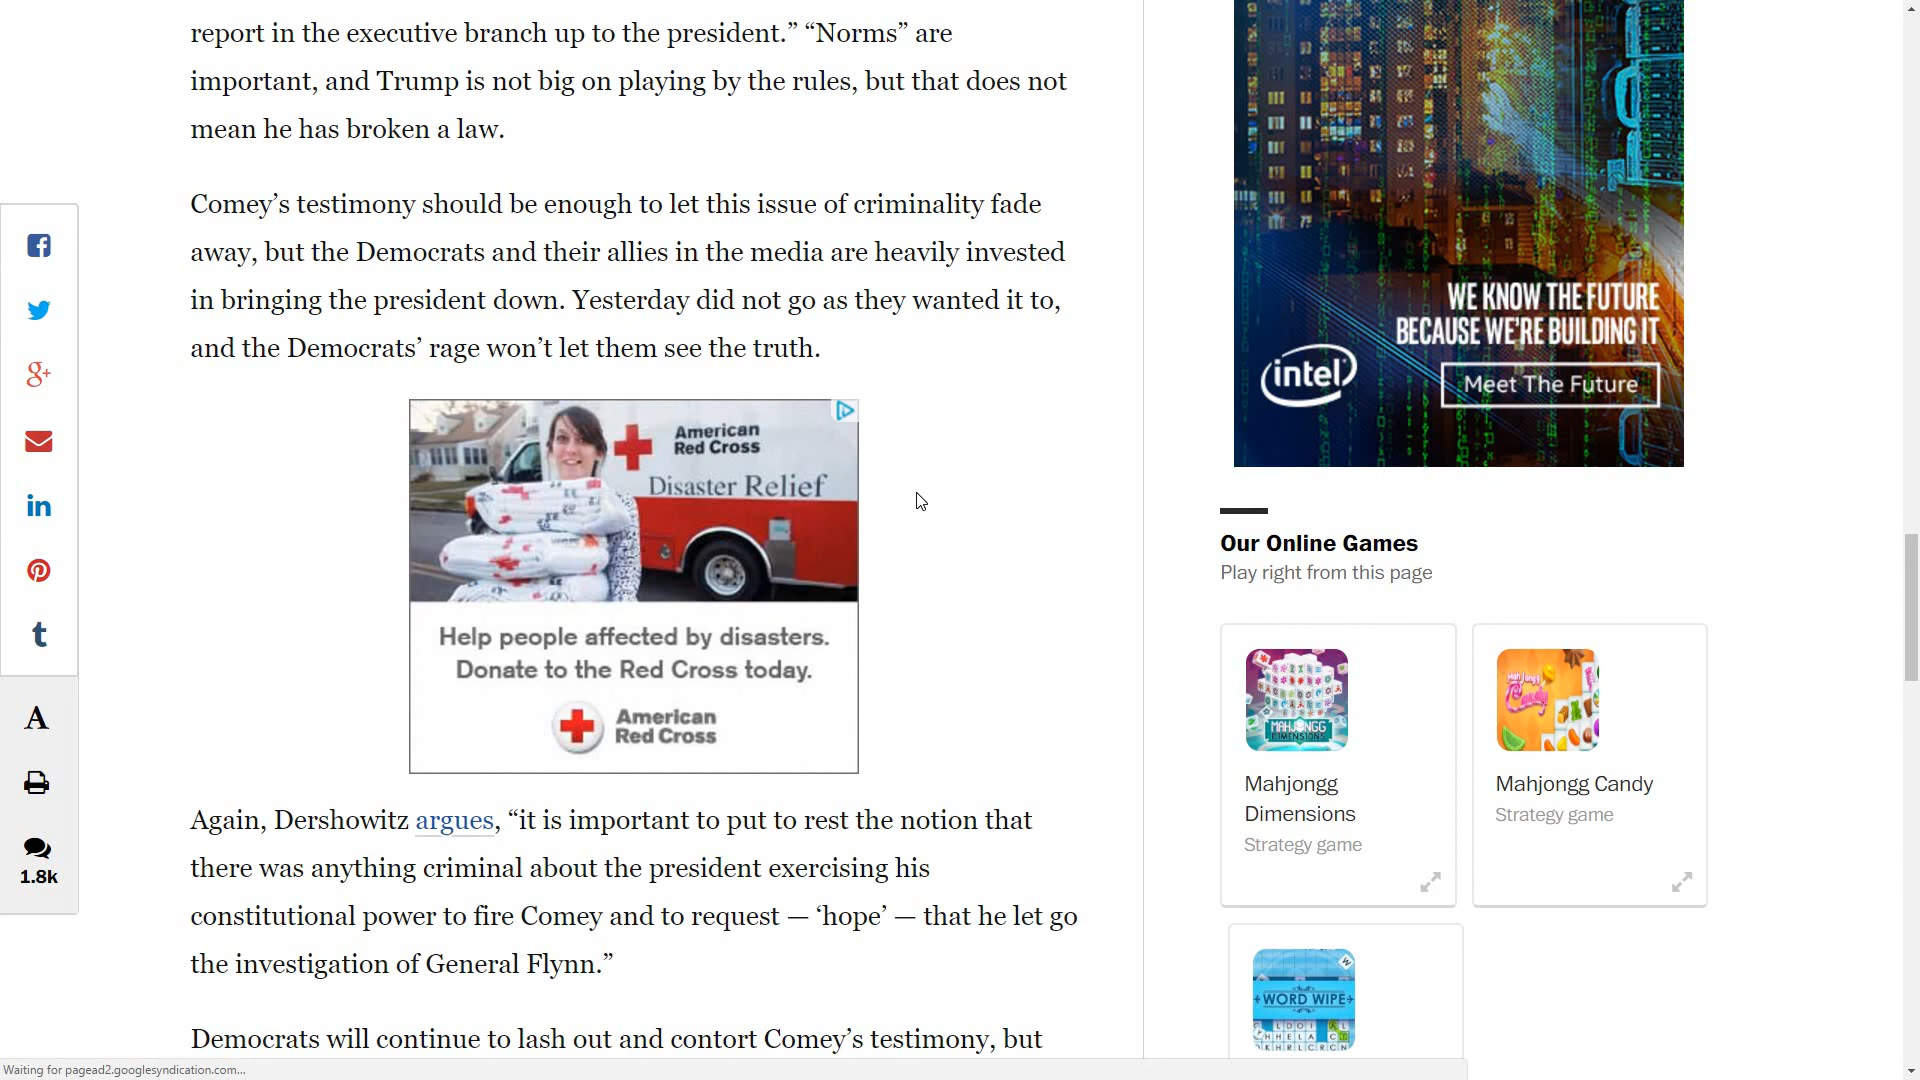 report in the executive branch up to the president.” “Norms” are
important, and Trump is not big on playing by the rules, but that does not
mean he has broken a law.
Comey’s testimony should be enough to let this issue of criminality fade
away, but the Democrats and their allies in the media are heavily invested
in bringing the president down. Yesterday did not go as they wanted it to,
and the Democrats’ rage won’t let them see the truth.
American
Red Cross
Disaster Relief
Help people affected by disasters.
Donate to the Red Cross today.
American
Red Cross
Again, Dershowitz argues, “it is important to put to rest the notion that
there was anything criminal about the president exercising his
constitutional power to fire Comey and to request — ‘hope’ — that he let go
the investigation of General Flynn.”
Democrats will continue to lash out and contort Comey’s testimony, but
g+
in
t
A
1.8k
WE KNOW THE FUTURE
BECAUSE WE’RE BUILDING IT
intel
Meet The Future
Our Online Games
Play right from this page
MAHJONGG
DIMENSIONS
Mahjongg
Dimensions
Strategy game
Mah Jongg
Candy
Mahjongg Candy
Strategy game
W
WORD WIPE
Waiting for pagead2.googlesyndication.com...